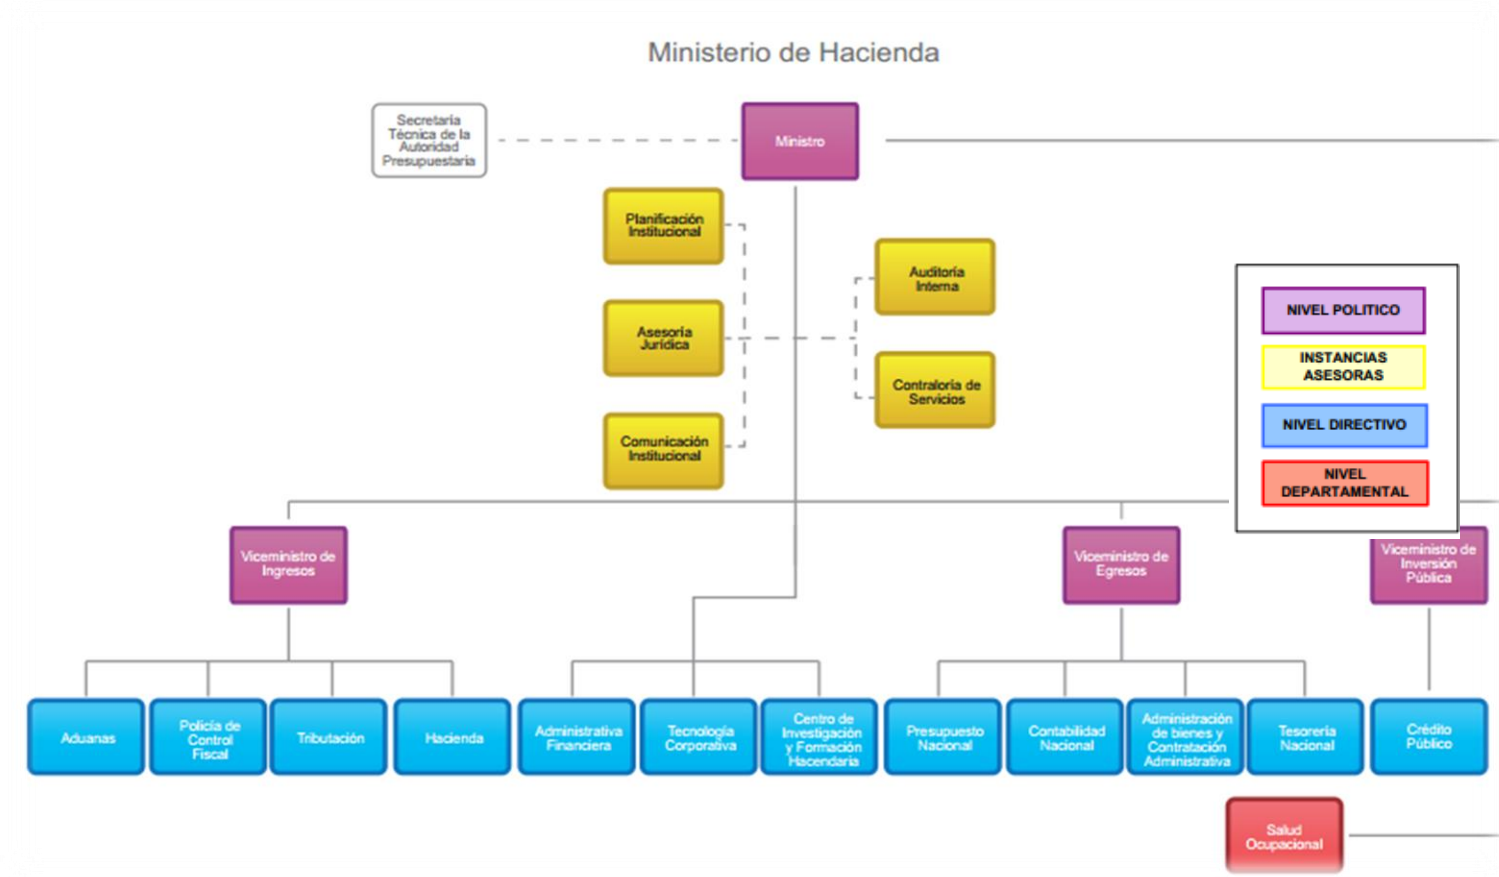 Ministerio de Hacienda
Secretaría
Técnica de la
Autoridad
Presupuestaria
Ministro
Planificación
Institucional
Auditoría
Interna
Asesoría
Jurídica
Contraloría de
Servicios
Comunicación
Institucional
NIVEL POLITICO
INSTANCIAS
ASESORAS
NIVEL DIRECTIVO
NIVEL
DEPARTAMENTAL
Viceministro de
Ingresos
Viceministro de
Egresos
Viceministro de
Inversión
Pública
Aduanas
Policía de
Control
Fiscal
Tributación
Hacienda
Administrativa
Financiera
Tecnología
Corporativa
Centro de
Investigación
y Formación
Hacendaria
Presupuesto
Nacional
Contabilidad
Nacional
Administración
de bienes y
Contratación
Administrativa
Tesorería
Nacional
Crédito
Público
Salud
Ocupacional